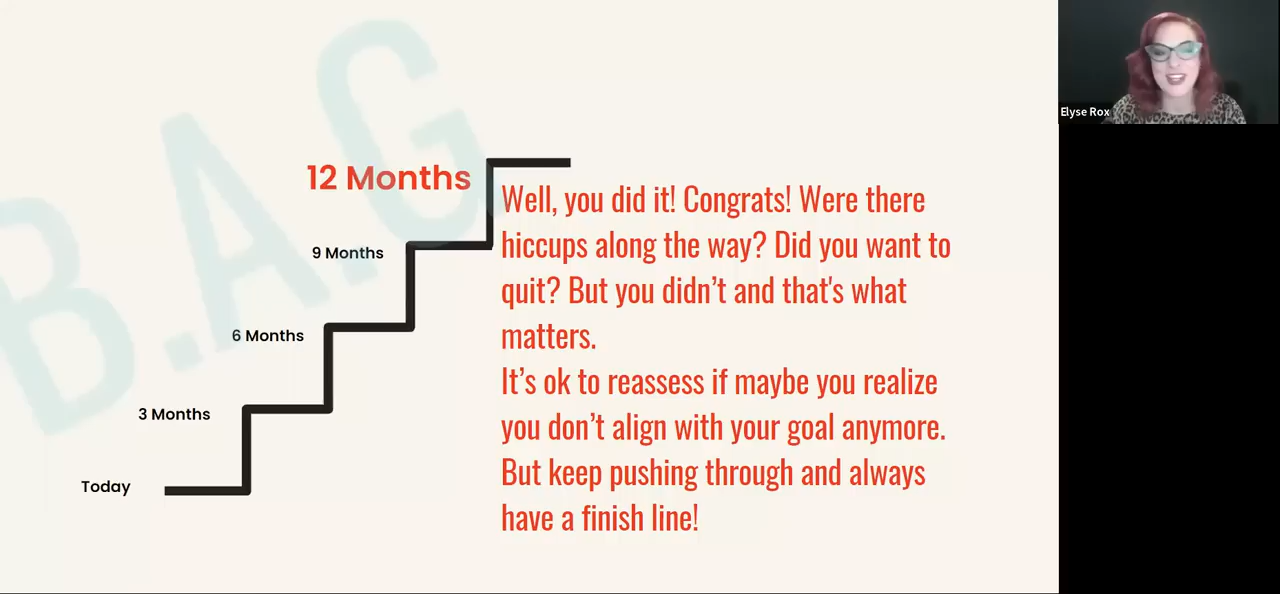 B.A.G
Elyse Rox
12 Months
Well, you did it! Congrats! Were there
hiccups along the way? Did you want to
quit? But you didn’t and that's what
matters.
It’s ok to reassess if maybe you realize
you don’t align with your goal anymore.
But keep pushing through and always
have a finish line!
9 Months
6 Months
3 Months
Today